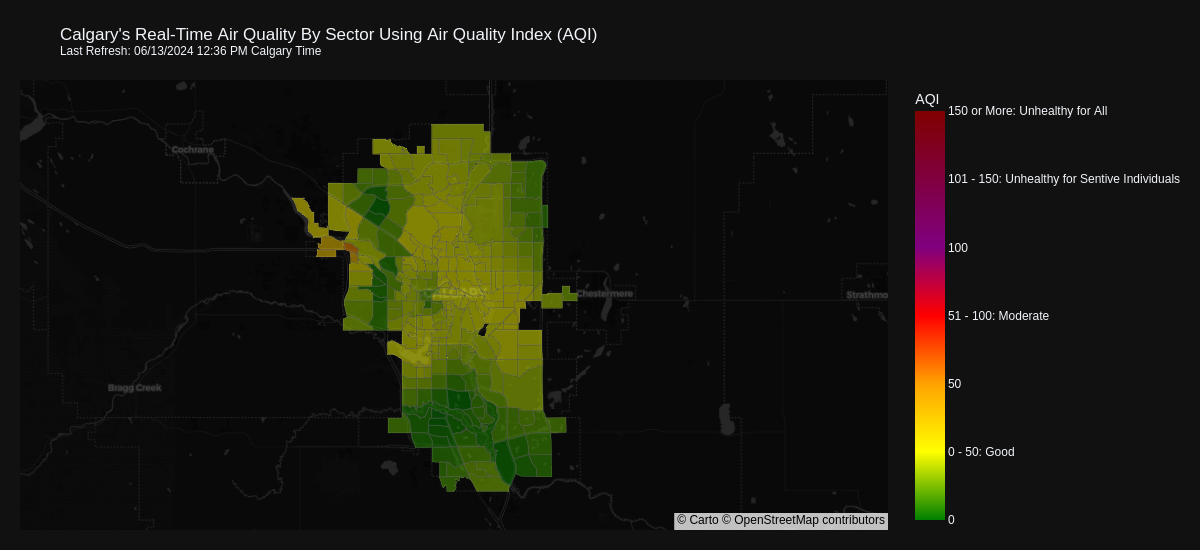 Calgary's Real-Time Air Quality By Sector Using Air Quality Index (AQI)
Last Refresh: 06/13/2024 12:36 PM Calgary Time
AQI
150 or More: Unhealthy for All
Cochrane
101 - 150: Unhealthy for Sentive Individuals
100
Chestermere
Strathmo
51 - 100: Moderate
50
Bragg Creek
0 - 50: Good
0
© Carto © OpenStreetMap contributors